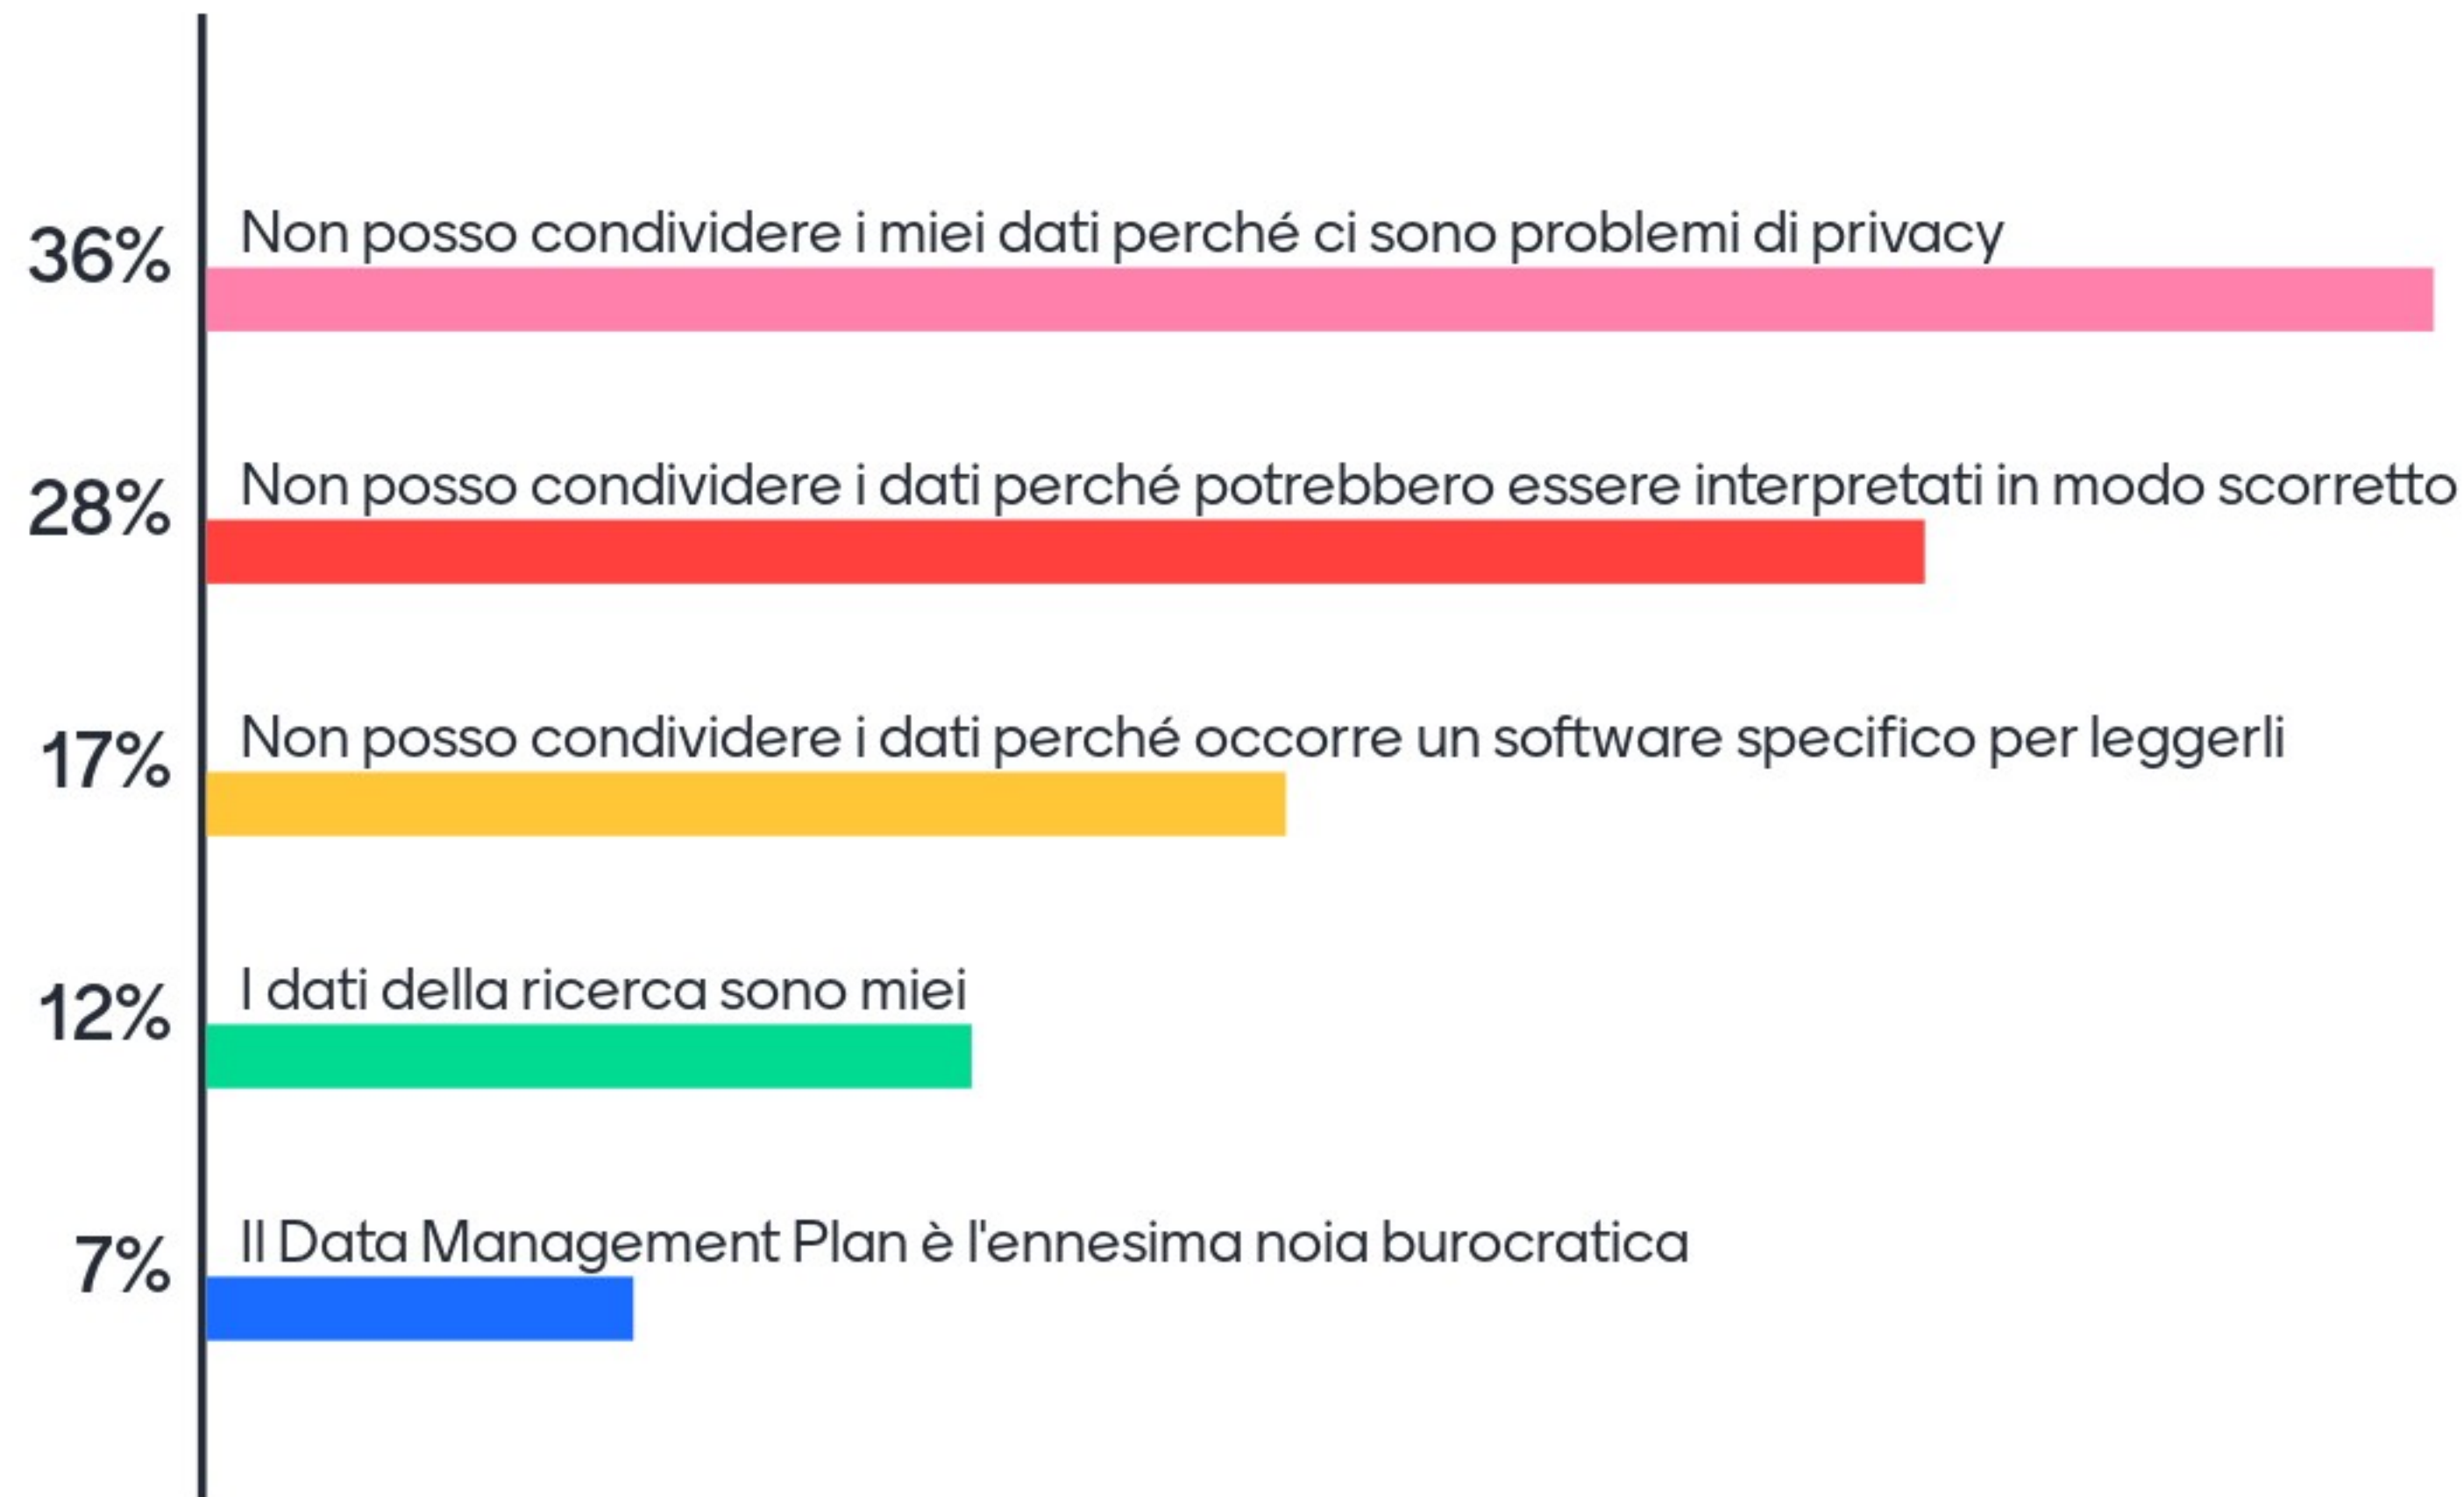 36% Non posso condividere i miei dati perché ci sono problemi di privacy
28% Non posso condividere i dati perché potrebbero essere interpretati in modo scorretto
17% Non posso condividere i dati perché occorre un software specifico per leggerli
12% I dati della ricerca sono miei
7% Il Data Management Plan è l'ennesima noia burocratica